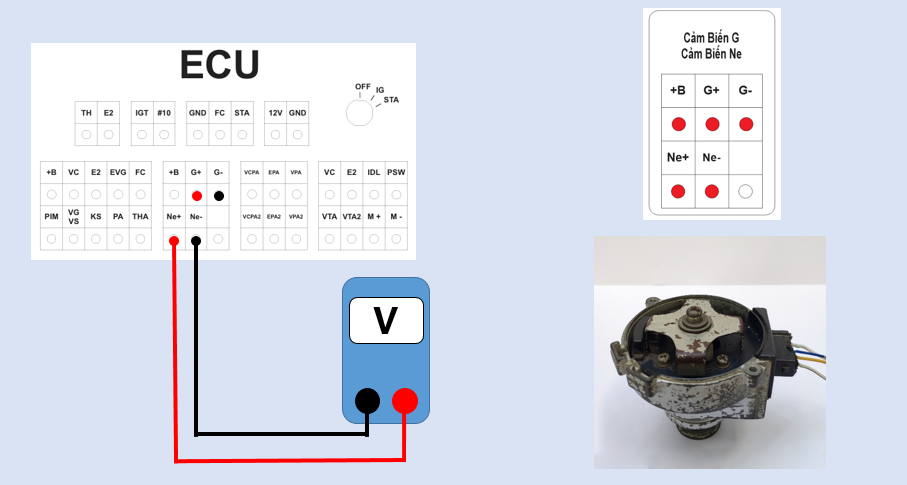 ECU
OFF
IG
STA
TH E2 IGT #10 GND FC STA 12V GND
+B VC E2 EVG FC +B G+ G- VCPA EPA VPA VC E2 IDL PSW
PIM VG VS KS PA THA Ne+ Ne- VCPA2 EPA2 VPA2 VTA VTA2 M + M -
V
Cảm Biến G
Cảm Biến Ne
+B G+ G-
Ne+ Ne-